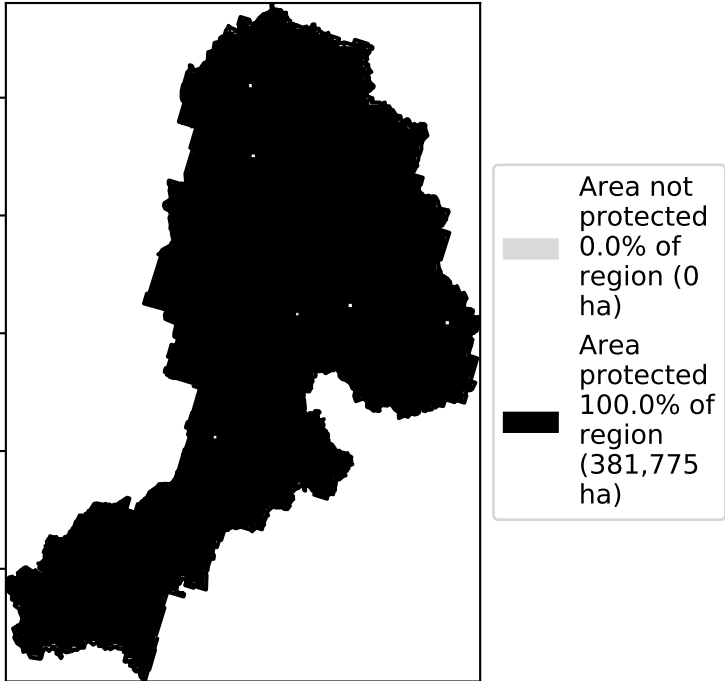 Area not
protected
0.0% of
region (0
ha)
Area
protected
100.0% of
region
(381,775
ha)